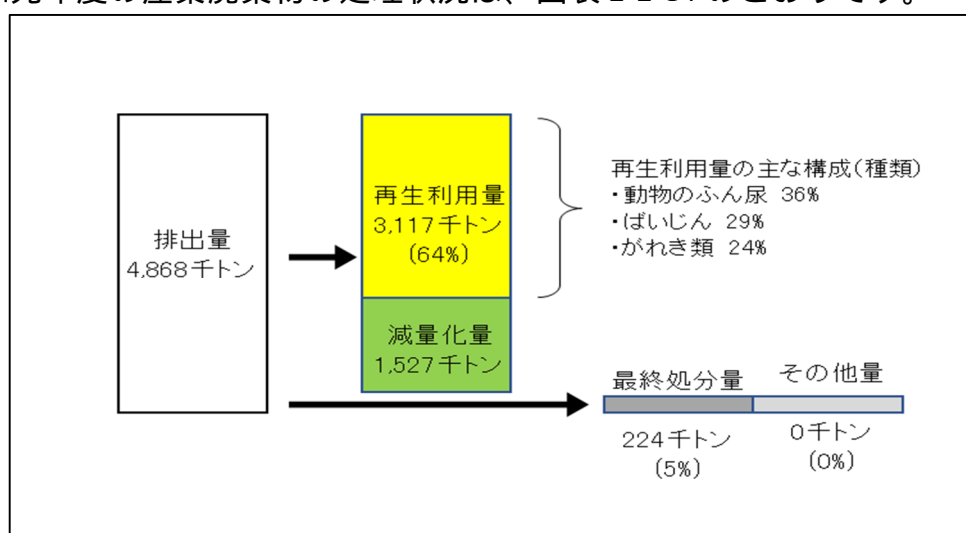 排出量
4,868千トン
再生利用量
3,117千トン
(64%)
減量化量
1,527千トン
再生利用量の主な構成(種類)
・動物のふん尿 36%
・ばいじん 29%
・がれき類 24%
最終処分量
224千トン
(5%)
その他量
0千トン
(0%)